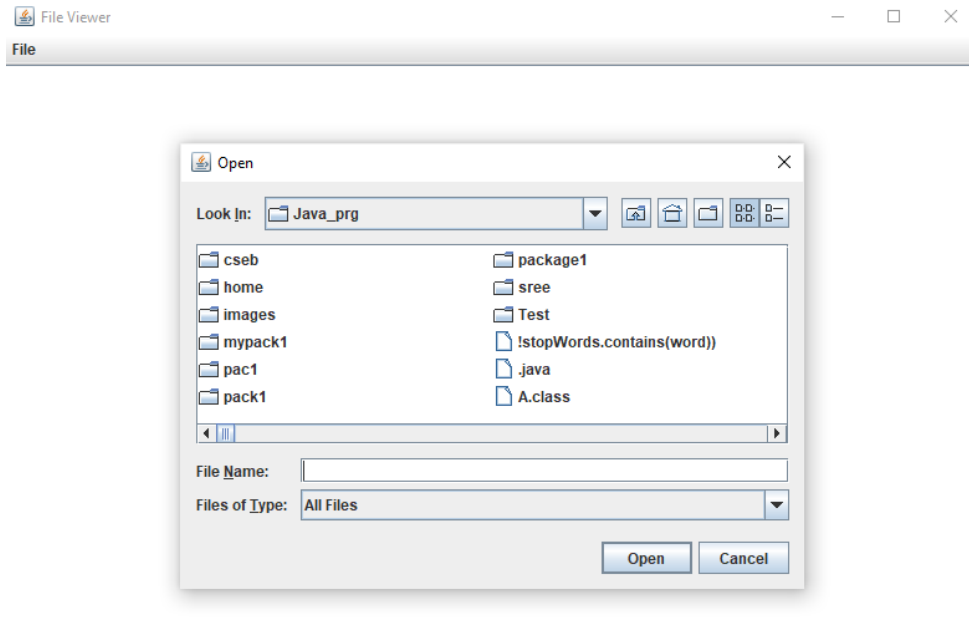 File Viewer
File
Open
Look In: Java_prg
cseb
home
images
mypack1
pac1
pack1
package1
sree
Test
!stopWords.contains(word))
.java
A.class
File Name:
Files of Type: All Files
Open Cancel